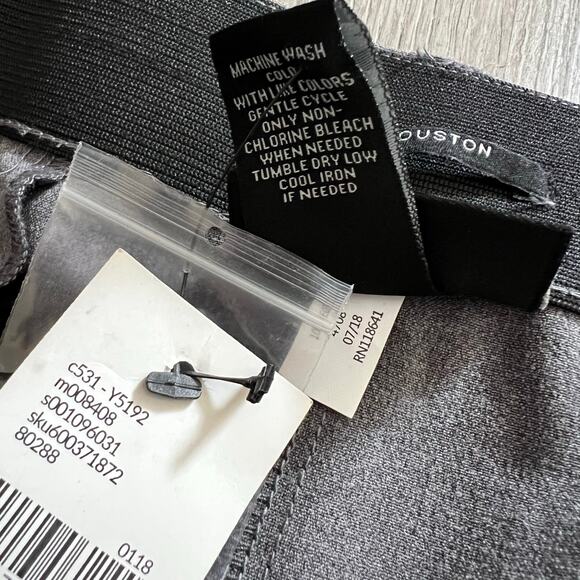 MACHINE WASH
COLD
WITH LIKE COLORS
GENTLE CYCLE
ONLY NON-
CHLORINE BLEACH
WHEN NEEDED
TUMBLE DRY LOW
COOL IRON
IF NEEDED
OUSTON
07/18
RN118641
c531 - Y5192
m008408
s001096031
sku600371872
80288
0118